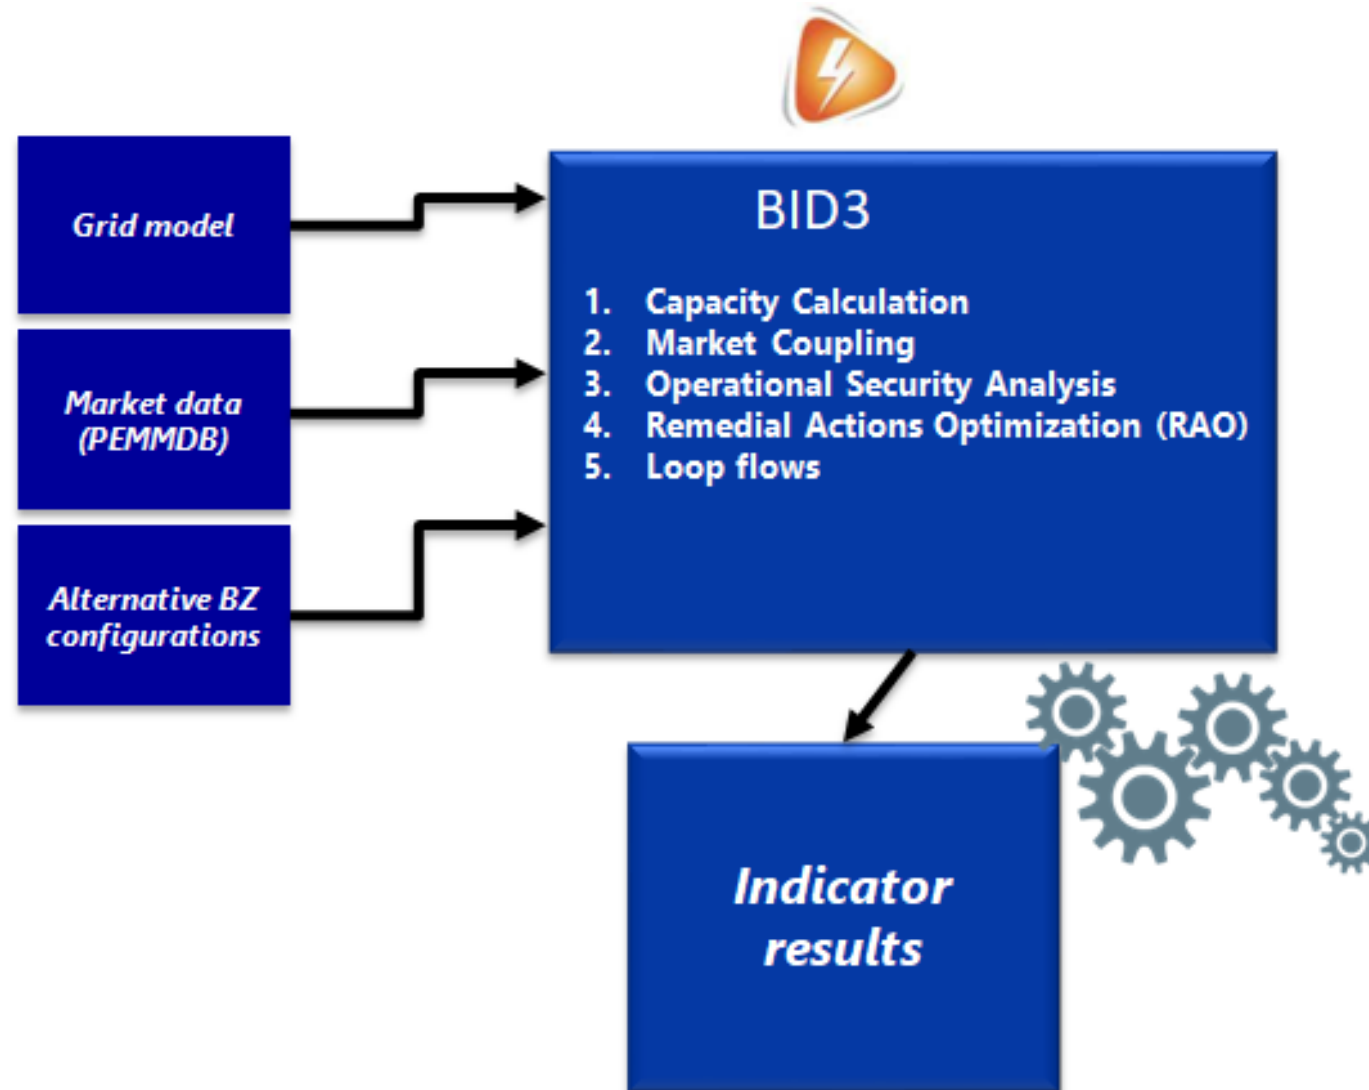 Grid model
Market data
(PEMMDB)
Alternative BZ
configurations
BID3
1. Capacity Calculation
2. Market Coupling
3. Operational Security Analysis
4. Remedial Actions Optimization (RAO)
5. Loop flows
Indicator
results